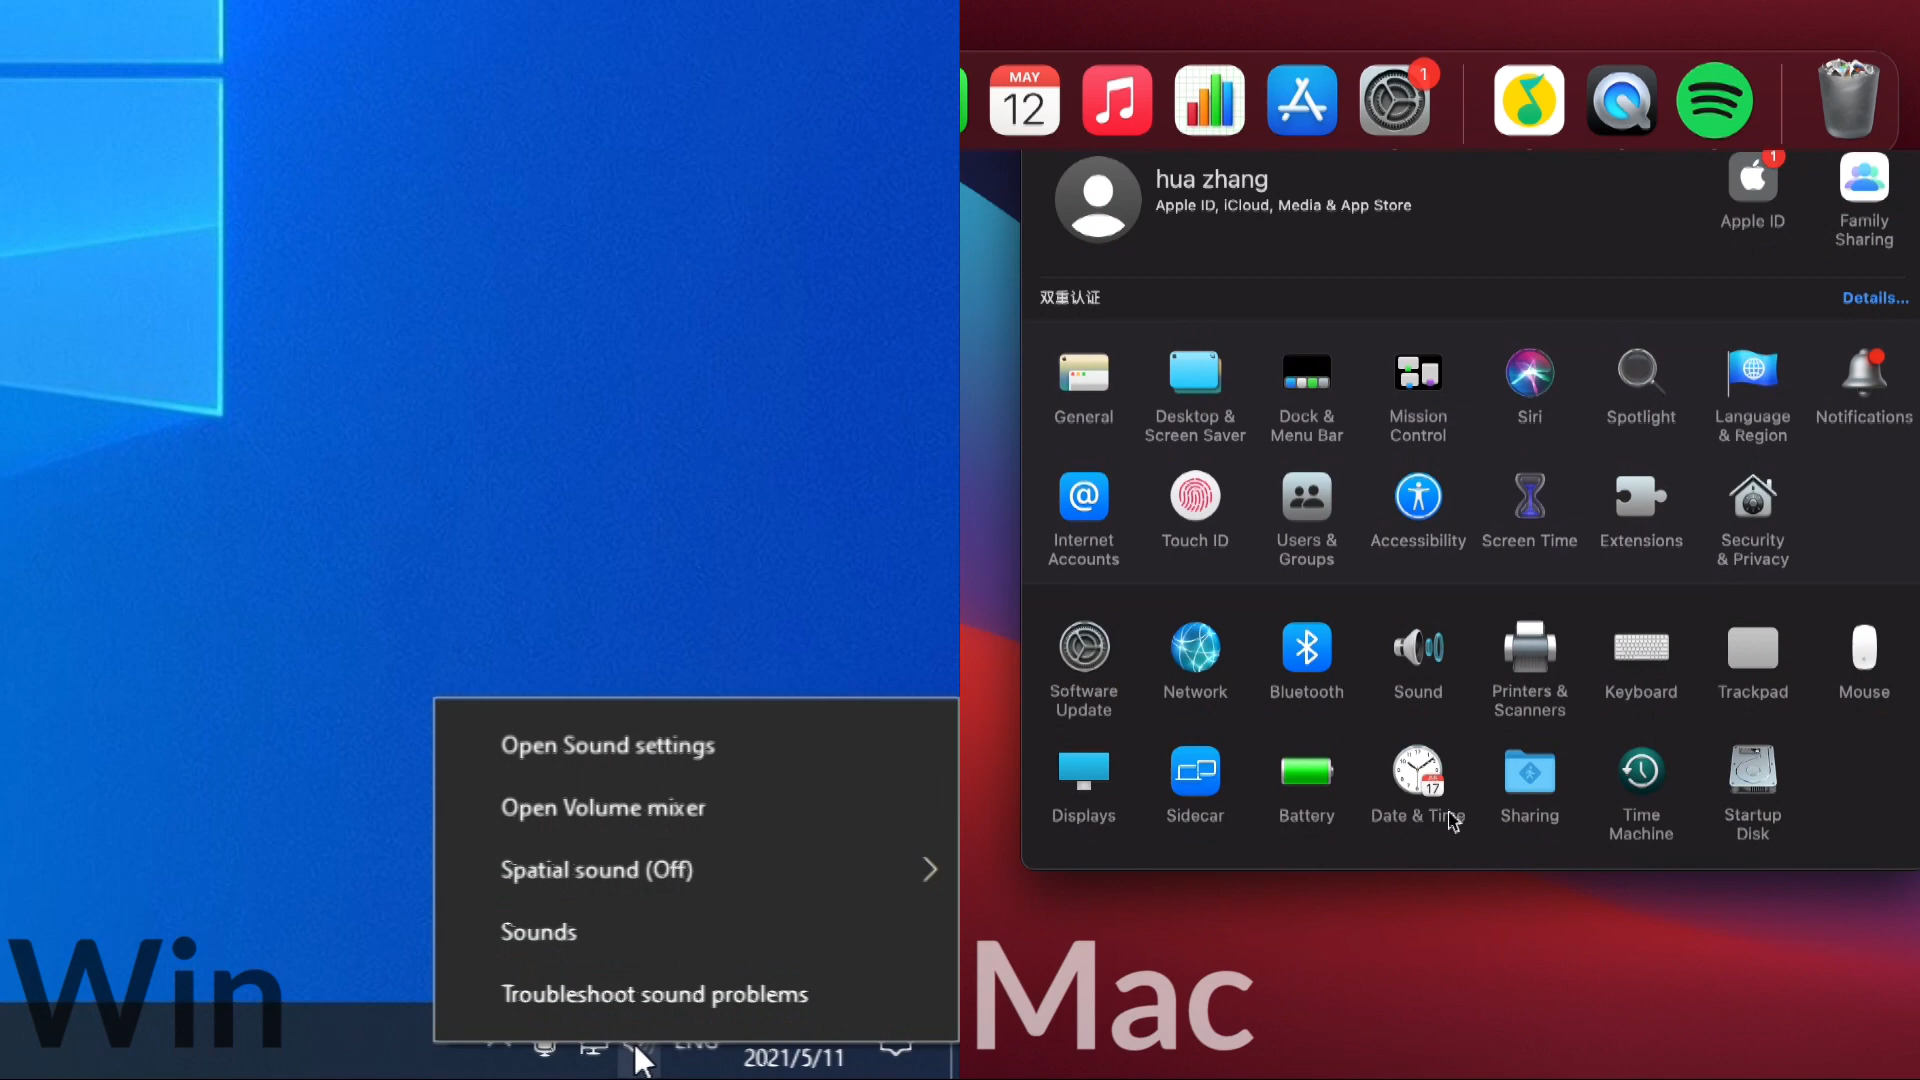 Open Sound settings
Open Volume mixer
Spatial sound (Off)
Sounds
Troubleshoot sound problems
ENG
2021/5/11
Win
MAY
12
1
hua zhang
Apple ID, iCloud, Media & App Store
1
Apple ID
Family
Sharing
双重认证
Details...
General
Desktop &
Screen Saver
Dock &
Menu Bar
Mission
Control
Siri
Spotlight
Language
& Region
Notifications
Internet
Accounts
Touch ID
Users &
Groups
Accessibility
Screen Time
Extensions
Security
& Privacy
Software
Update
Network
Bluetooth
Sound
Printers &
Scanners
Keyboard
Trackpad
Mouse
17
Displays
Sidecar
Battery
Date & Time
Sharing
Time
Machine
Startup
Disk
Mac